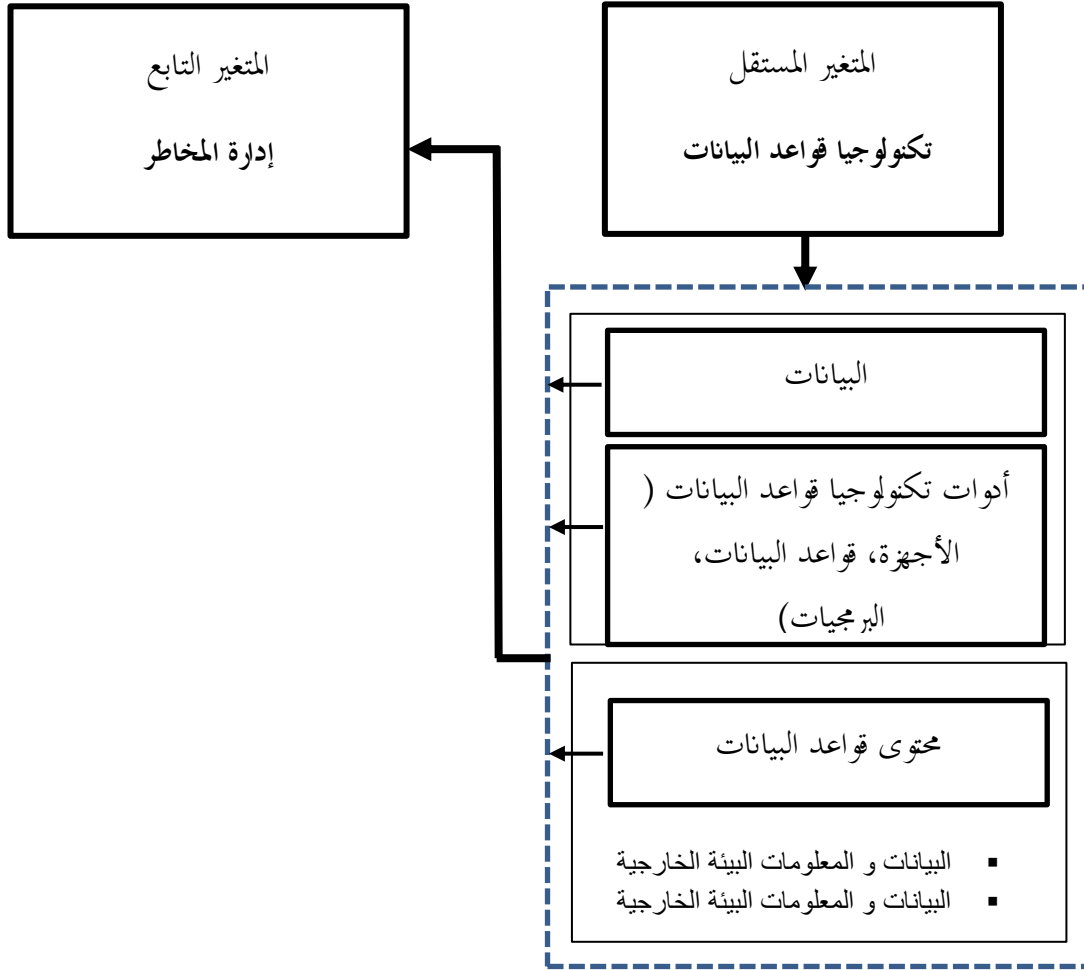 المتغير المستقل
تكنولوجيا قواعد البيانات
المتغير التابع
إدارة المخاطر
البيانات
أدوات تكنولوجيا قواعد البيانات (
الأجهزة، قواعد البيانات،
البرمجيات)
محتوى قواعد البيانات
▪ البيانات و المعلومات البيئة الخارجية
▪ البيانات و المعلومات البيئة الخارجية